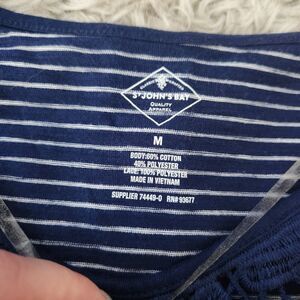 ST JOHN'S BAY
QUALITY
APPAREL
M
BODY:60% COTTON
40% POLYESTER
LACE: 100% POLYESTER
MADE IN VIETNAM
SUPPLIER 74449-0 RN# 93677